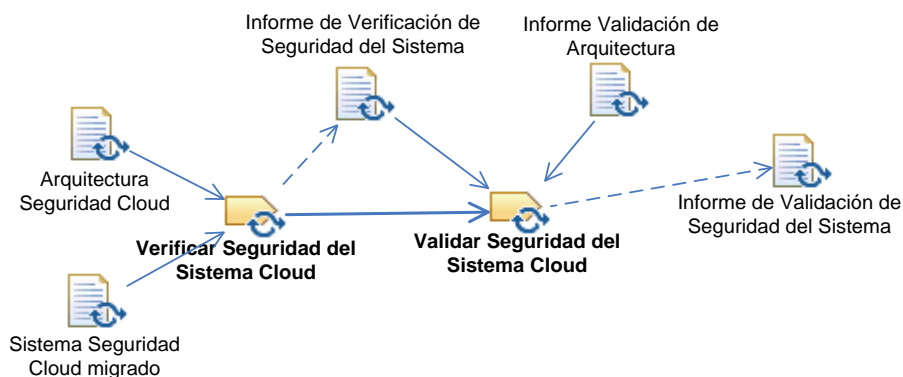 Informe de Verificación de
Seguridad del Sistema
Informe Validación de
Arquitectura
Arquitectura
Seguridad Cloud
Verificar Seguridad del
Sistema Cloud
Validar Seguridad del
Sistema Cloud
Informe de Validación de
Seguridad del Sistema
Sistema Seguridad
Cloud migrado